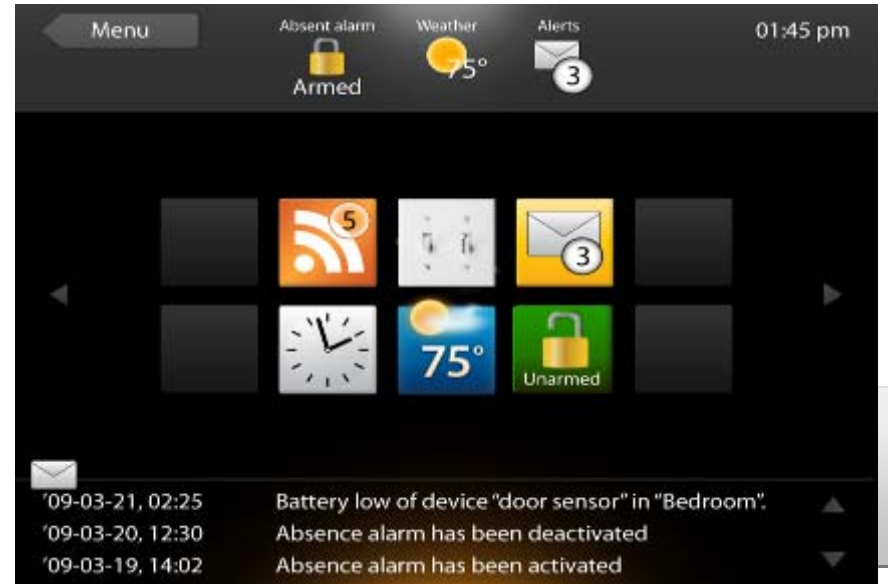 Menu
Absent alarm
Weather
Alerts
01:45 pm
75°
3
Armed
5
3
75°
Unarmed
'09-03-21, 02:25 Battery low of device “door sensor” in ”Bedroom”.
'09-03-20, 12:30 Absence alarm has been deactivated
'09-03-19, 14:02 Absence alarm has been activated